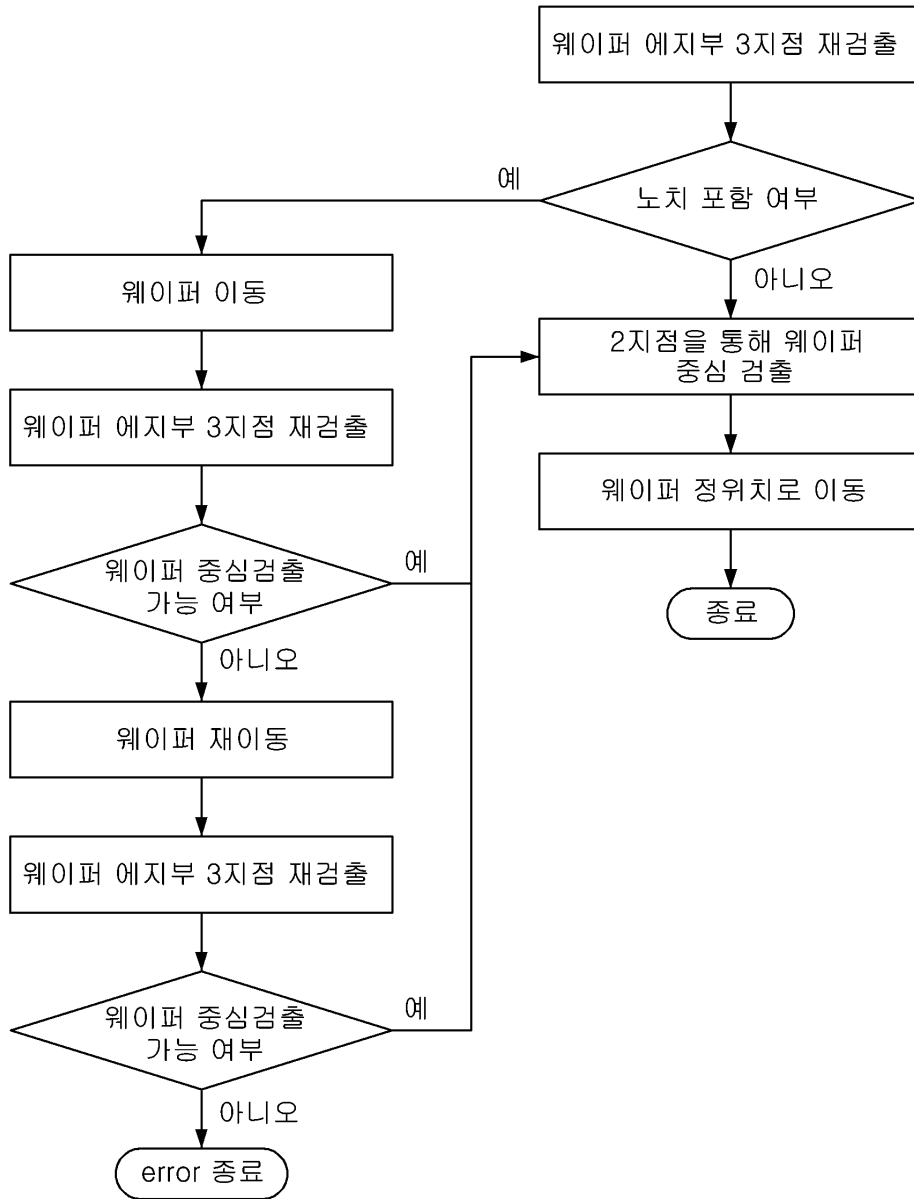 웨이퍼 에지부 3지점 재검출
노치 포함 여부
예
아니오
웨이퍼 이동
2지점을 통해 웨이퍼
중심 검출
웨이퍼 에지부 3지점 재검출
웨이퍼 정위치로 이동
웨이퍼 중심검출
가능 여부
예
종료
아니오
웨이퍼 재이동
웨이퍼 에지부 3지점 재검출
웨이퍼 중심검출
가능 여부
예
아니오
error 종료